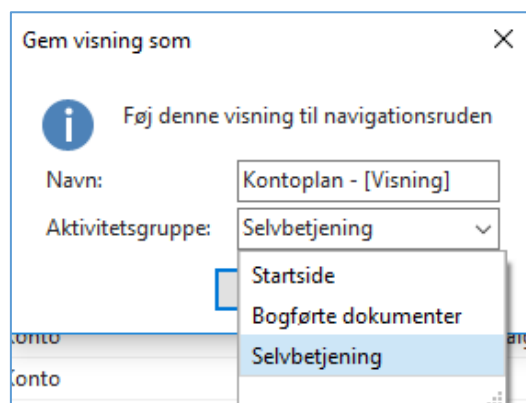 Gem visning som
Føj denne visning til navigationsruden
Navn: Kontoplan - [Visning]
Aktivitetsgruppe: Selvbetjening
Startside
Bogførte dokumenter
Selvbetjening
Konto